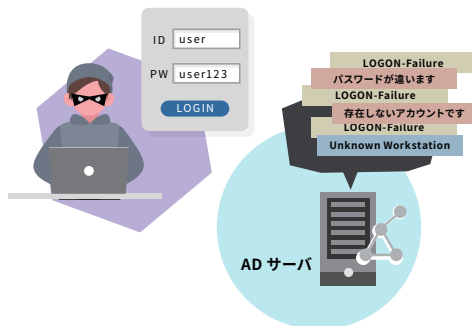 ID user
PW user123
LOGIN
LOGON-Failure
パスワードが違います
LOGON-Failure
存在しないアカウントです
LOGON-Failure
Unknown Workstation
AD サーバ